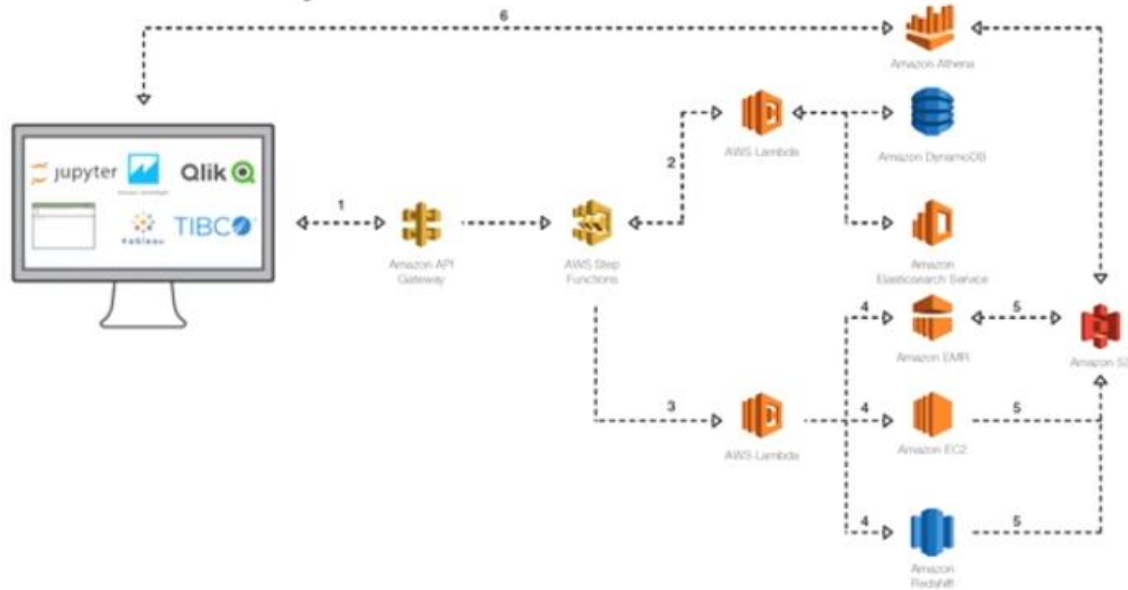 6
Amazon Athena
AWS Lambda
Amazon DynamoDB
2
jupyter
Qlik
tableau
TIBCO
1
Amazon API
Gateway
AWS Step
Functions
Amazon
Elasticsearch Service
4
5
Amazon EMR
Amazon S3
3
4
5
AWS Lambda
Amazon EC2
4
5
Amazon
Redshift